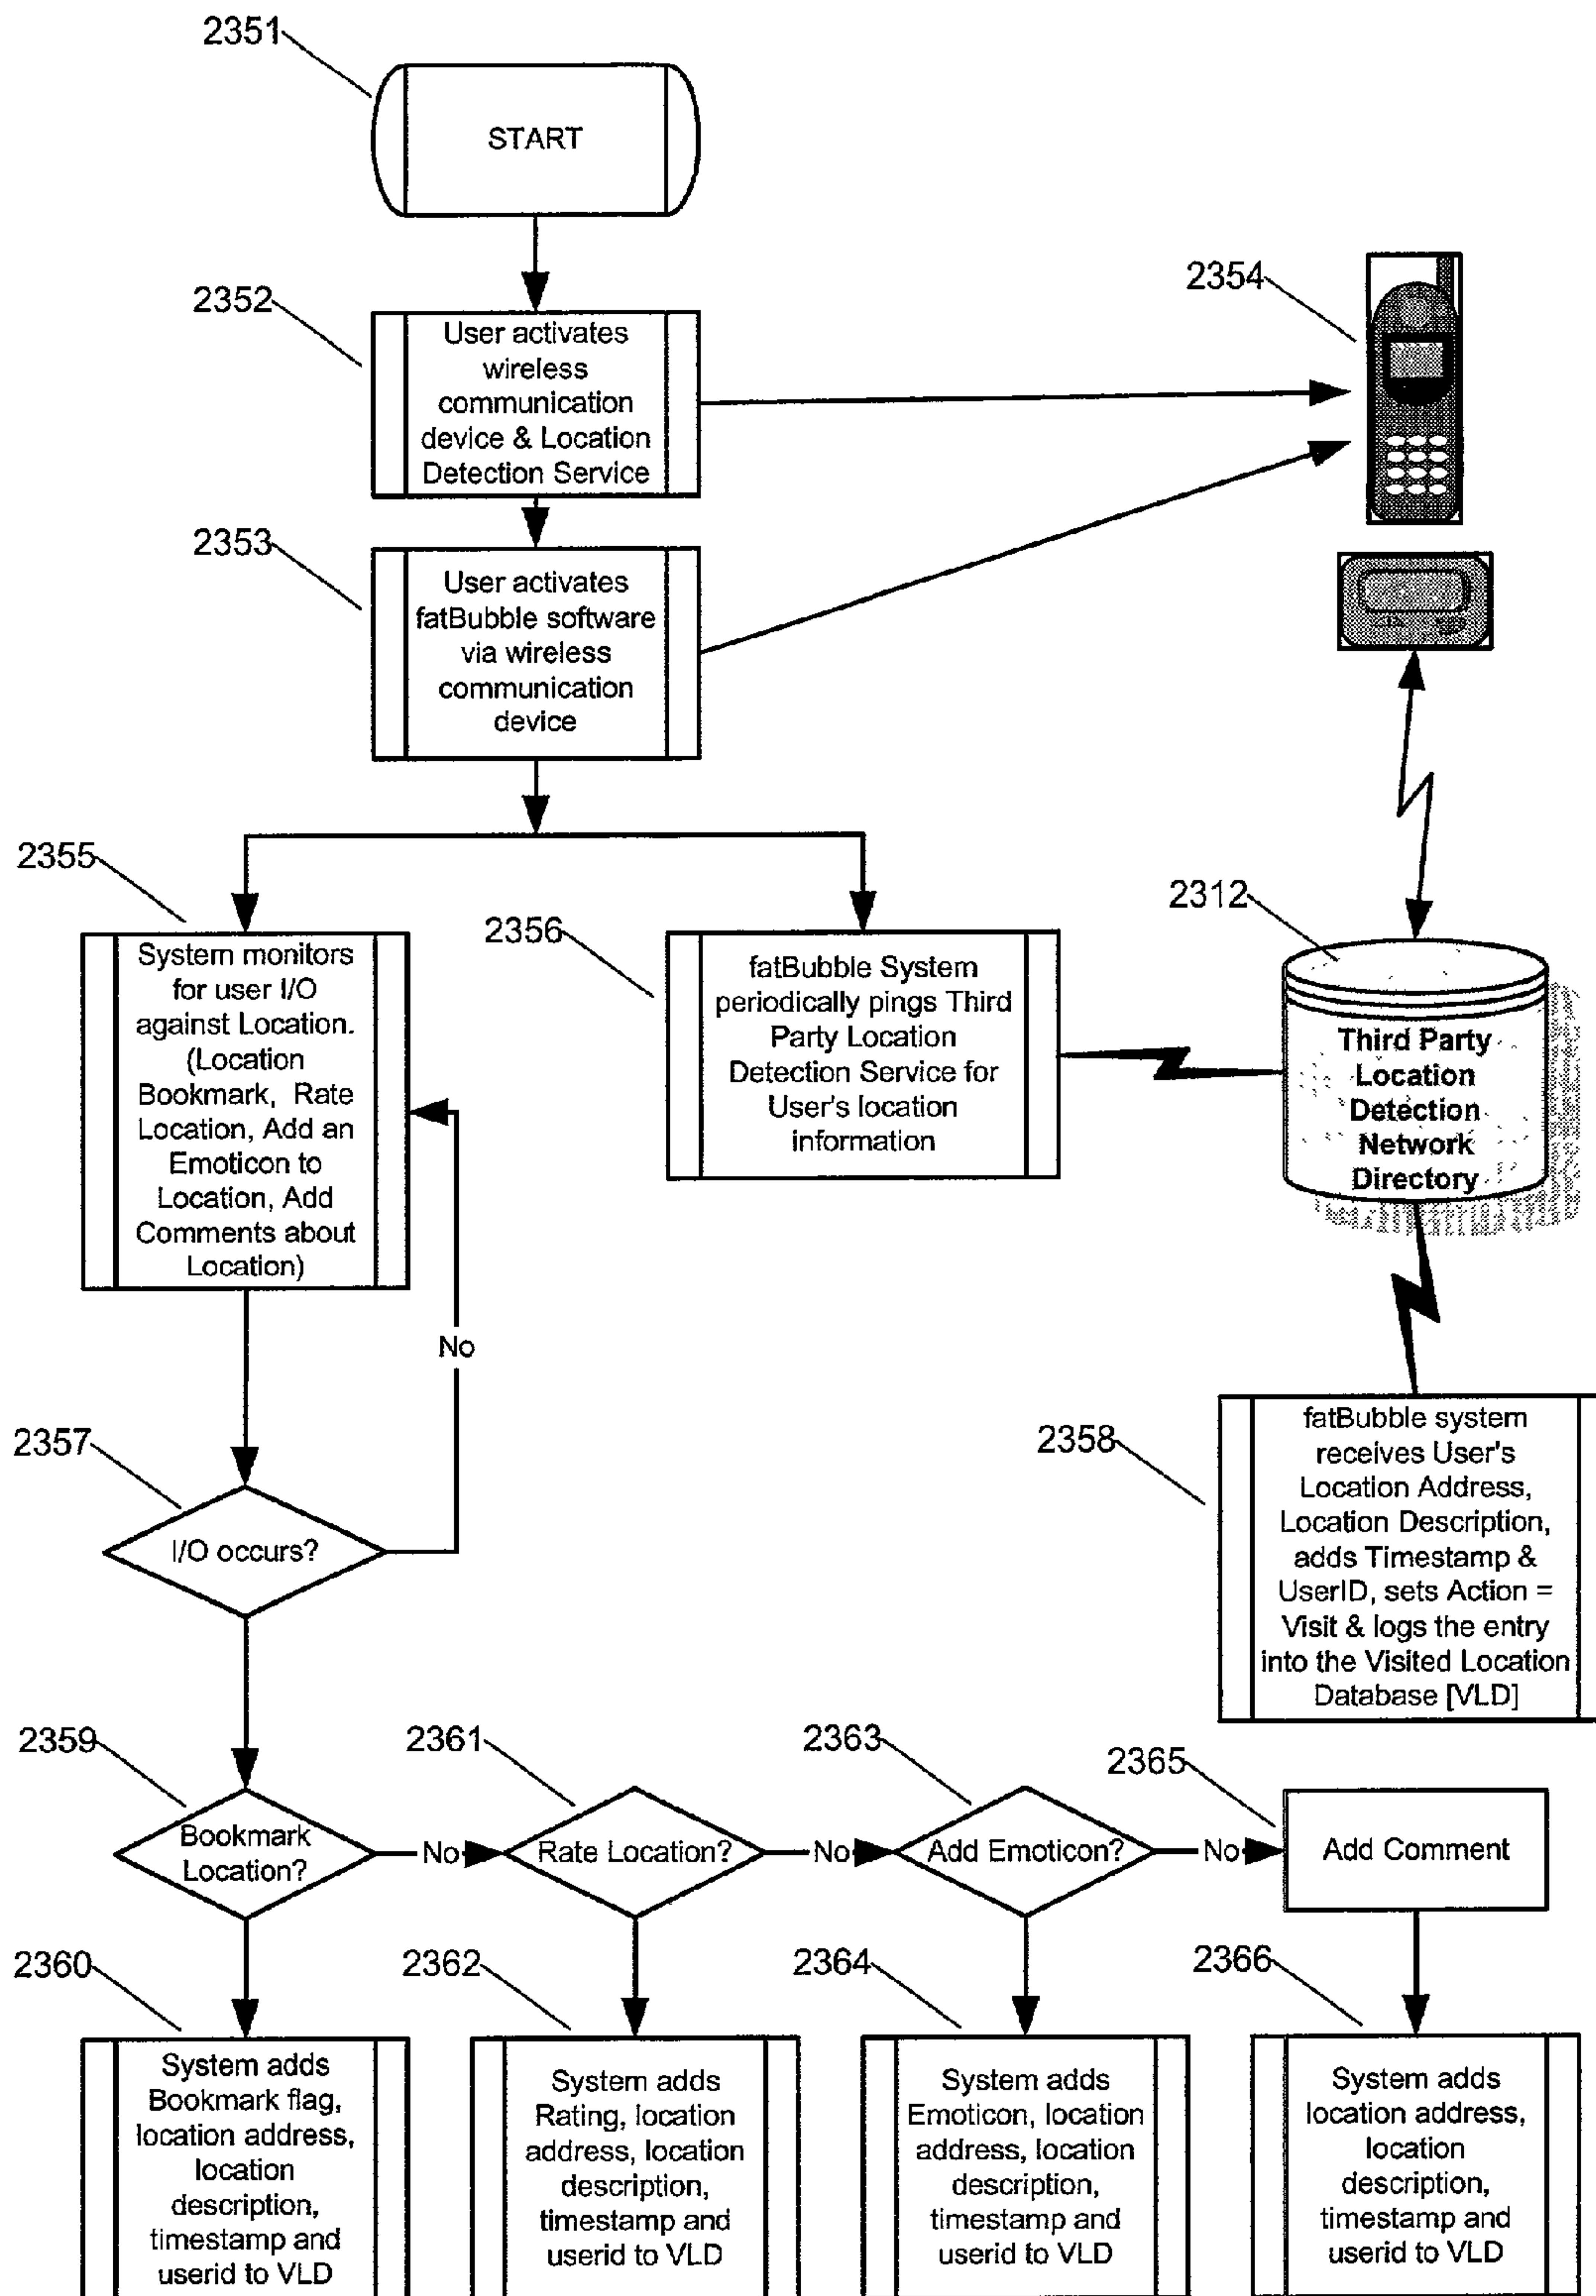 2351
START
2352
User activates
wireless
communication
device & Location
Detection Service
2354
2353
User activates
fatBubble software
via wireless
communication
device
2355
System monitors
for user I/O
against Location.
(Location
Bookmark, Rate
Location, Add an
Emoticon to
Location, Add
Comments about
Location)
2356
fatBubble System
periodically pings Third
Party Location
Detection Service for
User's location
information
2312
Third Party
Location
Detection
Network
Directory
No
2357
I/O occurs?
2358
fatBubble system
receives User's
Location Address,
Location Description,
adds Timestamp &
UserID, sets Action =
Visit & logs the entry
into the Visited Location
Database [VLD]
2359
Bookmark
Location?
No
2361
Rate Location?
No
2363
Add Emoticon?
No
2365
Add Comment
2360
System adds
Bookmark flag,
location address,
location
description,
timestamp and
userid to VLD
2362
System adds
Rating, location
address, location
description,
timestamp and
userid to VLD
2364
System adds
Emoticon, location
address, location
description,
timestamp and
userid to VLD
2366
System adds
location address,
location
description,
timestamp and
userid to VLD